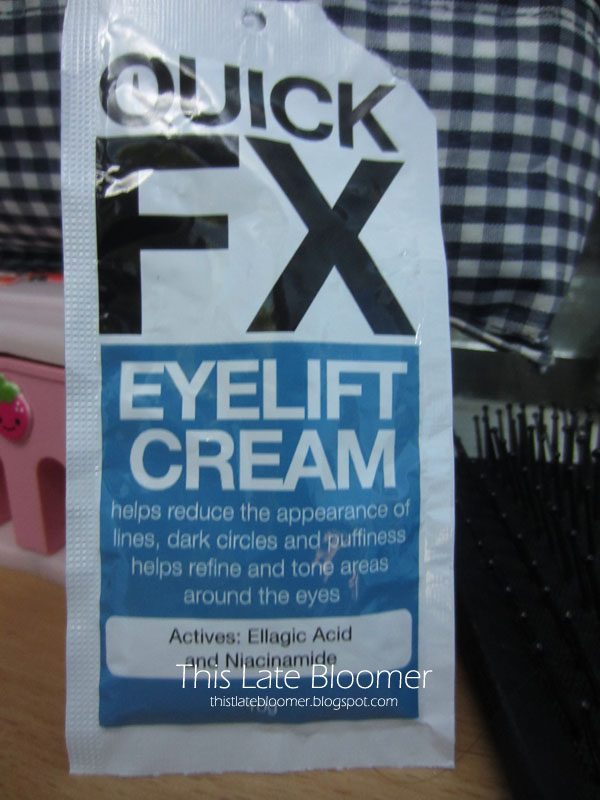 QUICK
FX
EYELIFT
CREAM
helps reduce the appearance of
lines, dark circles and puffiness
helps refine and tone areas
around the eyes
Actives: Ellagic Acid
and Niacinamide
This Late Bloomer
thistlatebloomer.blogspot.com